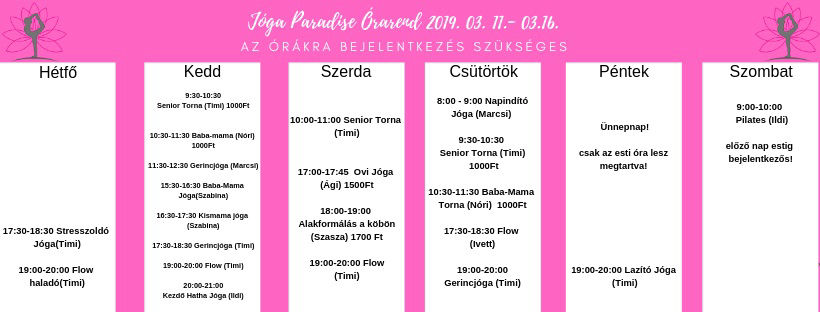 Jóga Paradise Órarend 2019. 03. 11.- 03.16.
AZ ÓRÁKRA BEJELENTKEZÉS SZÜKSÉGES
Hétfő
17:30-18:30 Stresszoldó
Jóga(Timi)
19:00-20:00 Flow
haladó(Timi)
Kedd
9:30-10:30
Senior Torna (Timi) 1000Ft
10:30-11:30 Baba-mama (Nóri)
1000Ft
11:30-12:30 Gerincjóga (Marcsi)
15:30-16:30 Baba-Mama
Jóga(Szabina)
16:30-17:30 Kismama jóga
(Szabina)
17:30-18:30 Gerincjóga (Timi)
19:00-20:00 Flow (Timi)
20:00-21:00
Kezdő Hatha Jóga (Ildi)
Szerda
10:00-11:00 Senior Torna
(Timi)
17:00-17:45 Ovi Jóga
(Ági) 1500Ft
18:00-19:00
Alakformálás a köbön
(Szasza) 1700 Ft
19:00-20:00 Flow
(Timi)
Csütörtök
8:00 - 9:00 Napindító
Jóga (Marcsi)
9:30-10:30
Senior Torna (Timi)
1000Ft
10:30-11:30 Baba-Mama
Torna (Nóri) 1000Ft
17:30-18:30 Flow
(Ivett)
19:00-20:00
Gerincjóga (Timi)
Péntek
Ünnepnap!
csak az esti óra lesz
megtartva!
19:00-20:00 Lazító Jóga
(Timi)
Szombat
9:00-10:00
Pilates (Ildi)
előző nap estig
bejelentkezős!